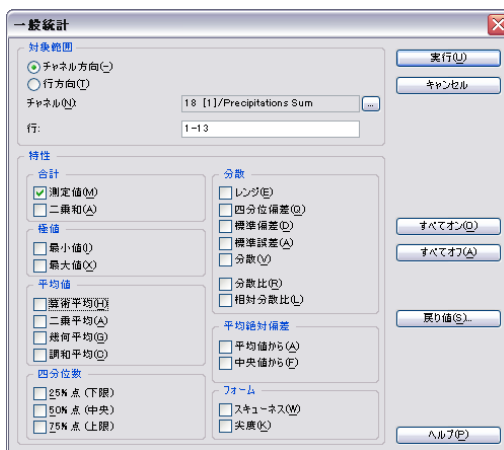 一般統計
対象範囲
チャネル方向(-)
行方向(T)
チャネル(N):
18 [1]/Precipitations Sum
...
行:
1-13
実行(U)
キャンセル
特性
合計
測定値(M)
二乗和(A)
極値
最小値(I)
最大値(X)
平均値
算術平均(H)
二乗平均(A)
幾何平均(G)
調和平均(O)
四分位数
25% 点 (下限)
50% 点 (中央)
75% 点 (上限)
分散
レンジ(E)
四分位偏差(Q)
標準偏差(D)
標準誤差(A)
分散(V)
分散比(R)
相対分散比(L)
平均絶対偏差
平均値から(A)
中央値から(F)
フォーム
スキューネス(W)
尖度(K)
すべてオン(O)
すべてオフ(A)
戻り値(S)...
ヘルプ(P)